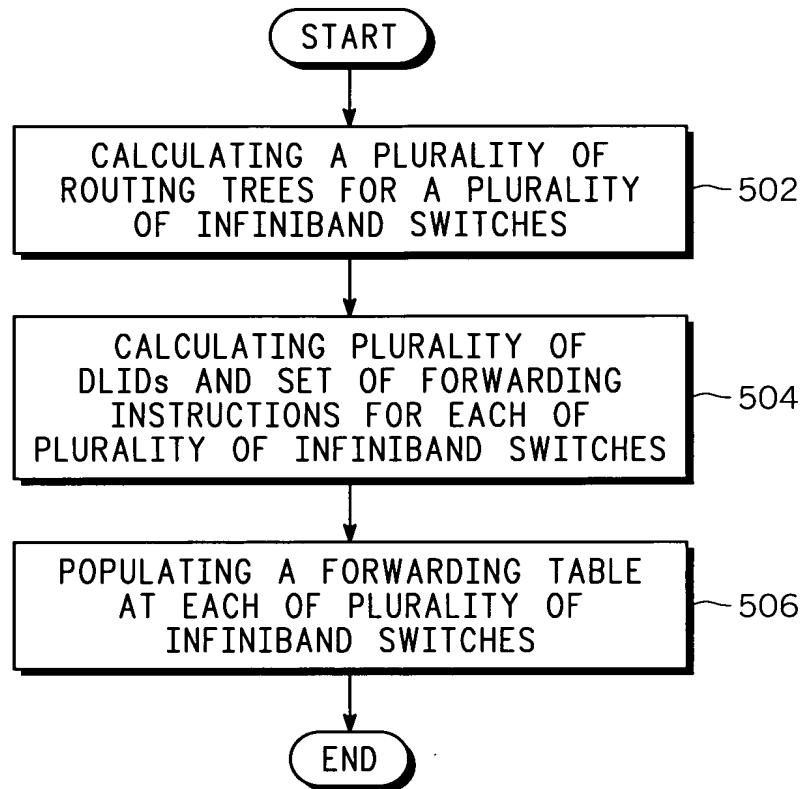 START
CALCULATING A PLURALITY OF
ROUTING TREES FOR A PLURALITY
OF INFINIBAND SWITCHES
502
CALCULATING PLURALITY OF
DLIDs AND SET OF FORWARDING
INSTRUCTIONS FOR EACH OF
PLURALITY OF INFINIBAND SWITCHES
504
POPULATING A FORWARDING TABLE
AT EACH OF PLURALITY OF
INFINIBAND SWITCHES
506
END